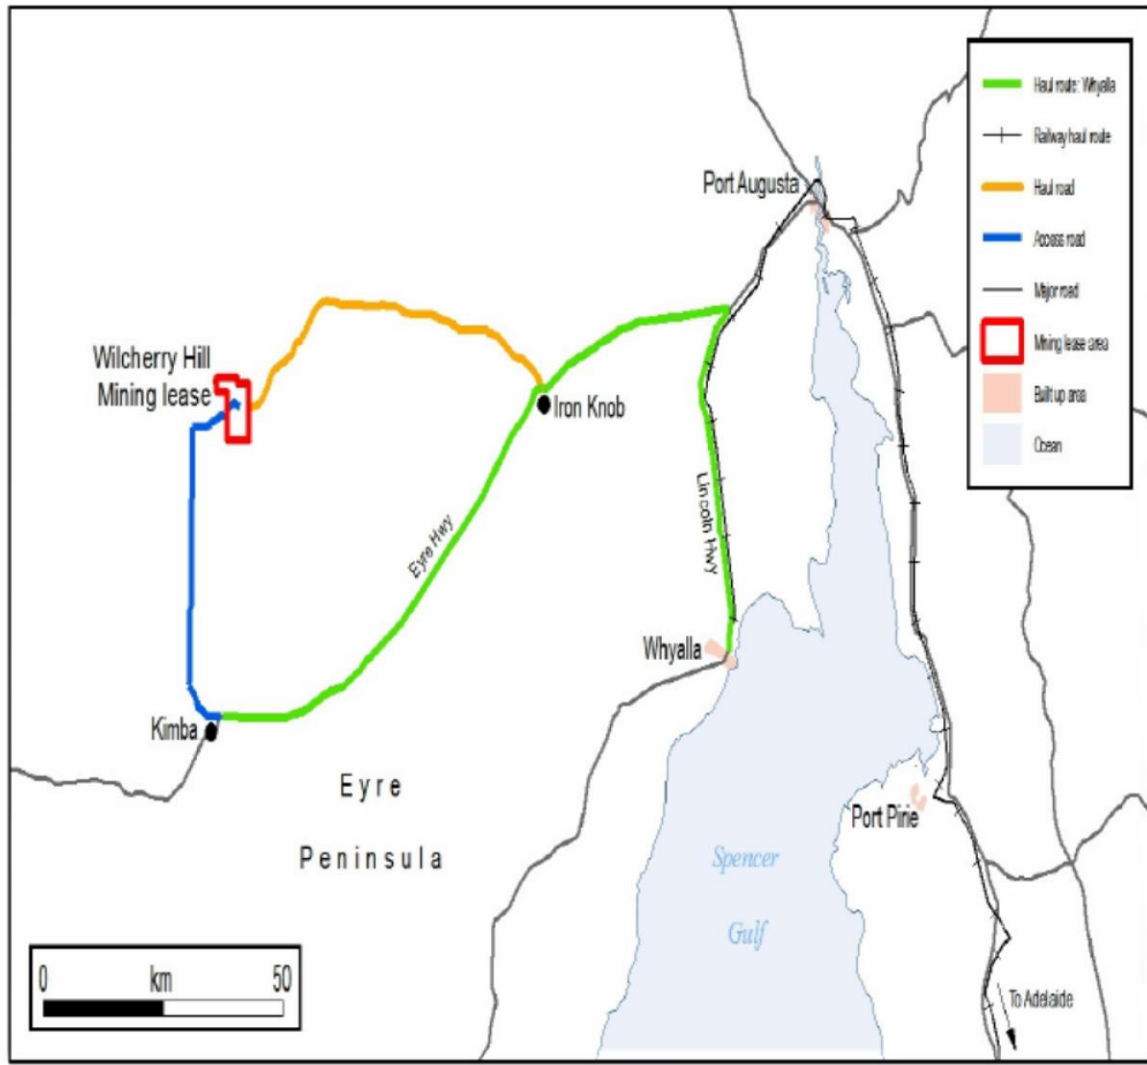 Haul route: Whyalla
Railway haul route
Haul road
Access road
Major road
Mining lease area
Built up area
Ocean
Port Augusta
Wilcherry Hill
Mining lease
Iron Knob
Eyre Hwy
Lincoln Hwy
Whyalla
Kimba
Eyre
Peninsula
Port Pirie
Spencer
Gulf
0 km 50
To Adelaide